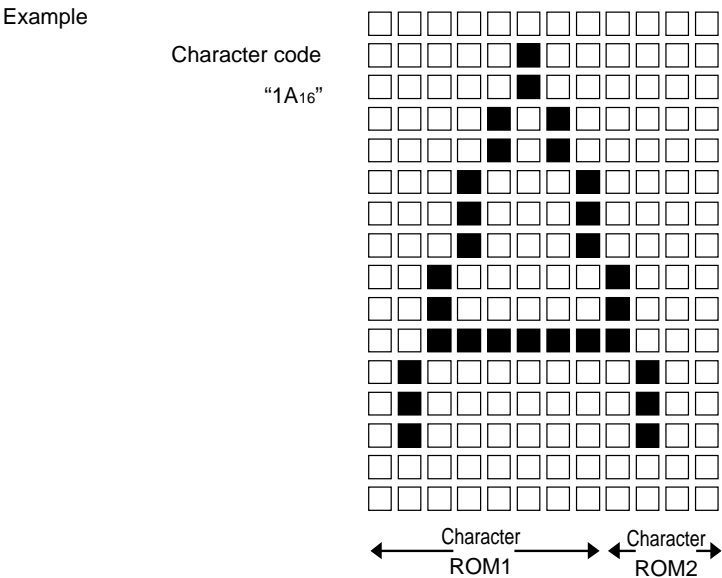 Example
Character code
“1A16”
Character
ROM1
Character
ROM2